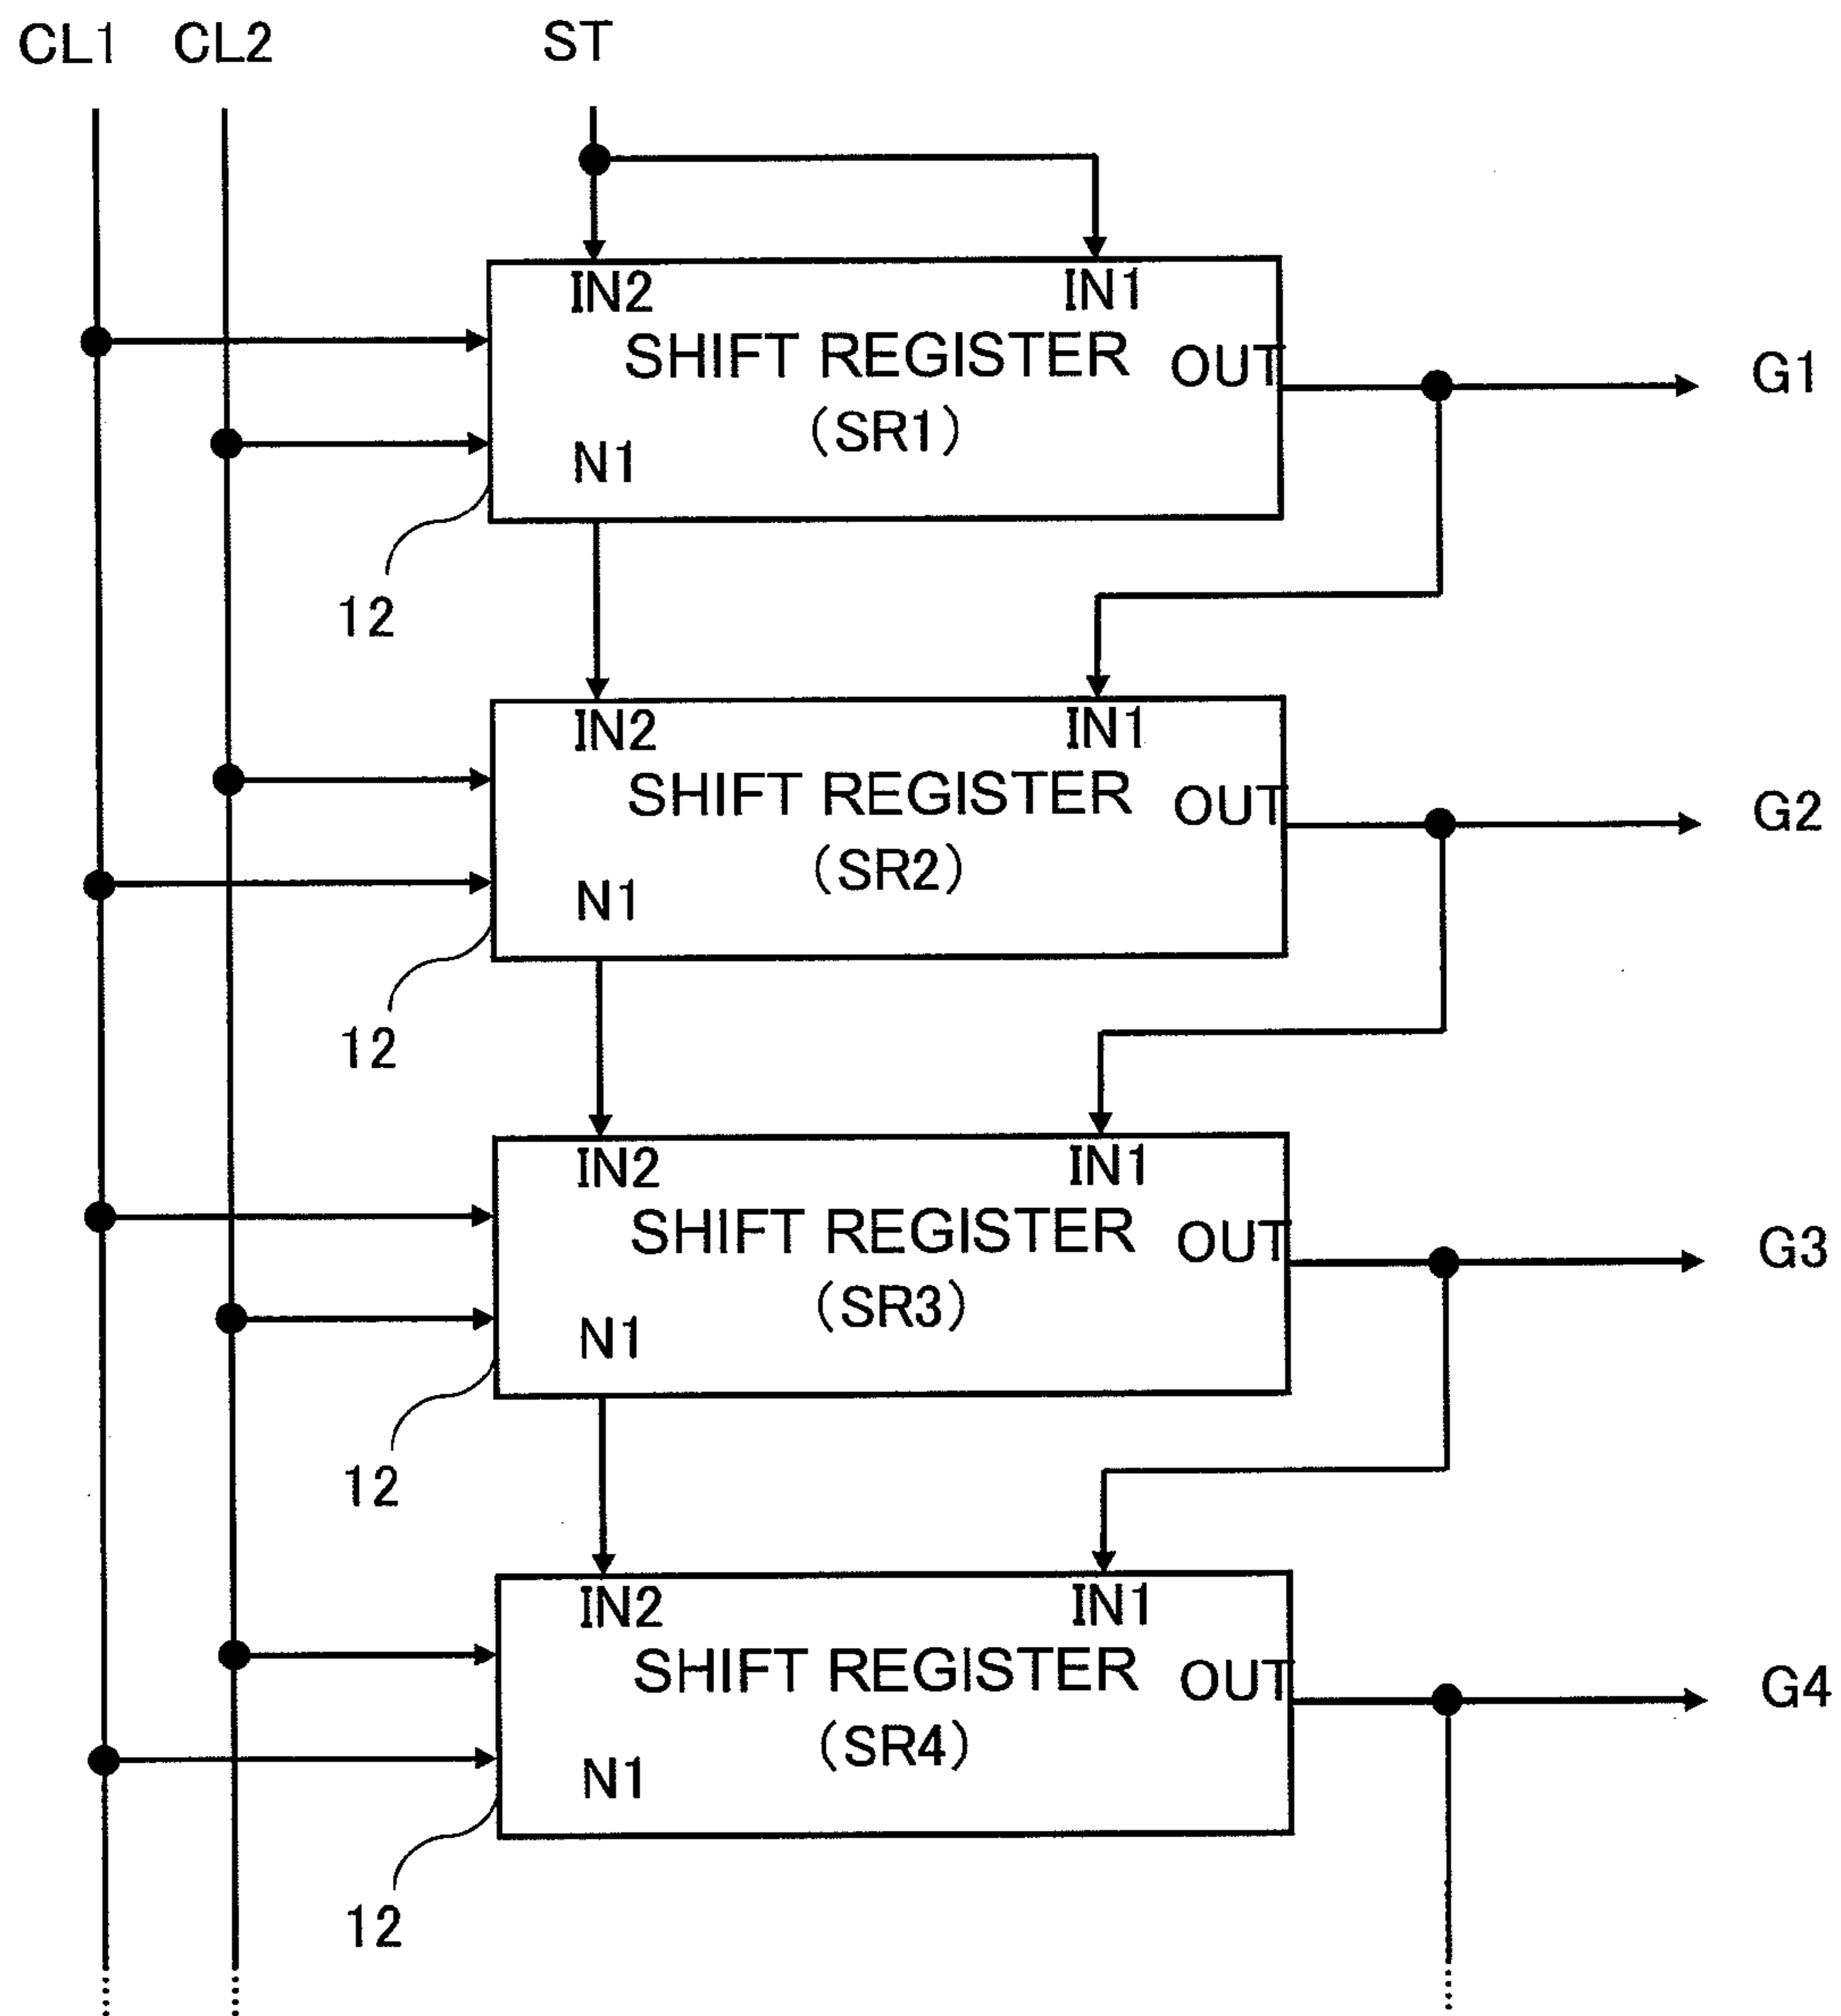 CL1 CL2 ST
IN2 IN1
SHIFT REGISTER OUT G1
(SR1)
N1
12
IN2 IN1
SHIFT REGISTER OUT G2
(SR2)
N1
12
IN2 IN1
SHIFT REGISTER OUT G3
(SR3)
N1
12
IN2 IN1
SHIFT REGISTER OUT G4
(SR4)
N1
12